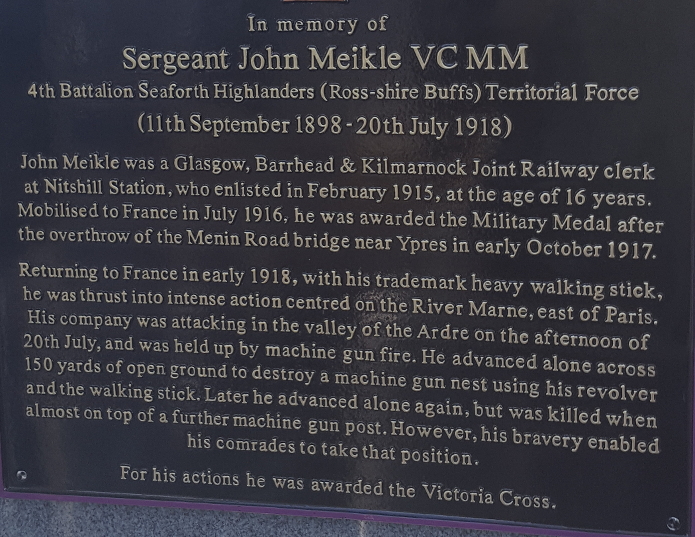 In memory of
Sergeant John Meikle VC MM
4th Battalion Seaforth Highlanders (Ross-shire Buffs) Territorial Force
(11th September 1898 - 20th July 1918)
John Meikle was a Glasgow, Barrhead & Kilmarnock Joint Railway clerk
at Nitshill Station, who enlisted in February 1915, at the age of 16 years.
Mobilised to France in July 1916, he was awarded the Military Medal after
the overthrow of the Menin Road bridge near Ypres in early October 1917.
Returning to France in early 1918, with his trademark heavy walking stick,
he was thrust into intense action centred on the River Marne, east of Paris.
His company was attacking in the valley of the Ardre on the afternoon of
20th July, and was held up by machine gun fire. He advanced alone across
150 yards of open ground to destroy a machine gun nest using his revolver
and the walking stick. Later he advanced alone again, but was killed when
almost on top of a further machine gun post. However, his bravery enabled
his comrades to take that position.
For his actions he was awarded the Victoria Cross.